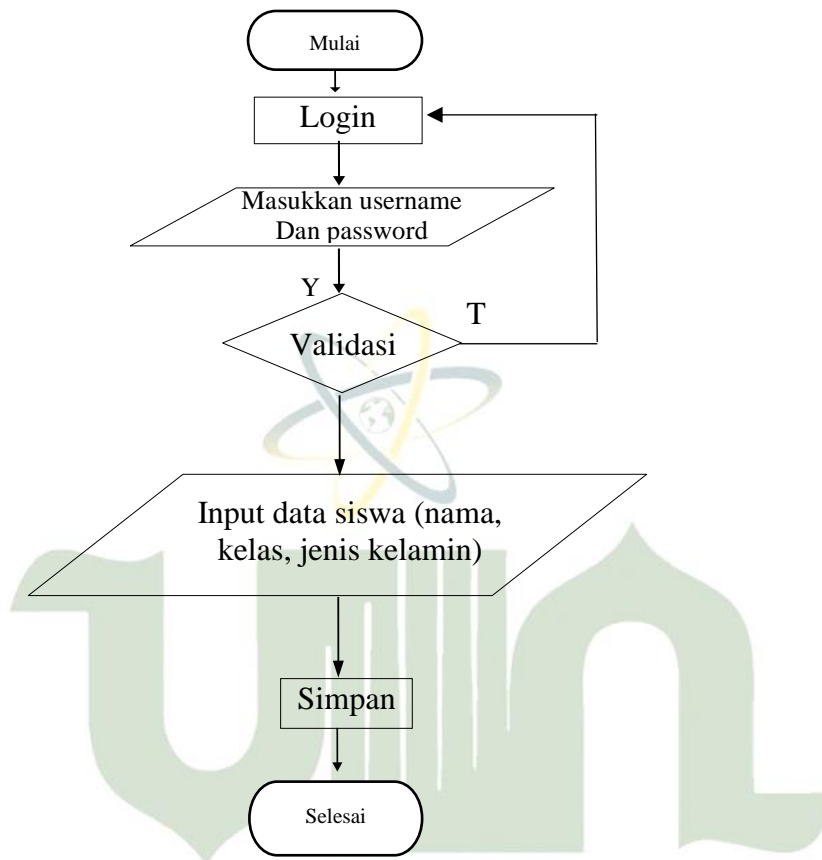 Mulai
Login
Masukkan username
Dan password
Y
T
Validasi
Input data siswa (nama,
kelas, jenis kelamin)
Simpan
Selesai